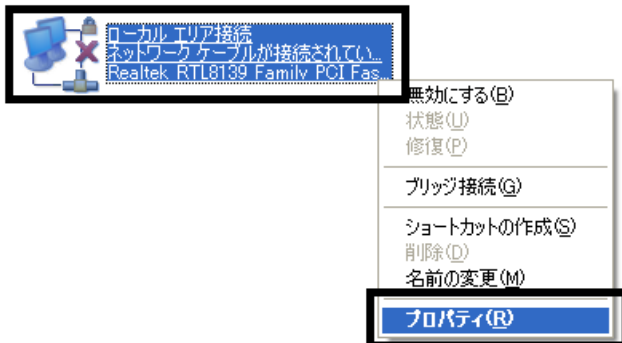 ローカル エリア接続
ネットワーク ケーブルが接続されてい...
Realtek RTL8139 Family PCI Fas...
無効にする(B)
状態(U)
修復(P)
ブリッジ接続(G)
ショートカットの作成(S)
削除(D)
名前の変更(M)
プロパティ(R)